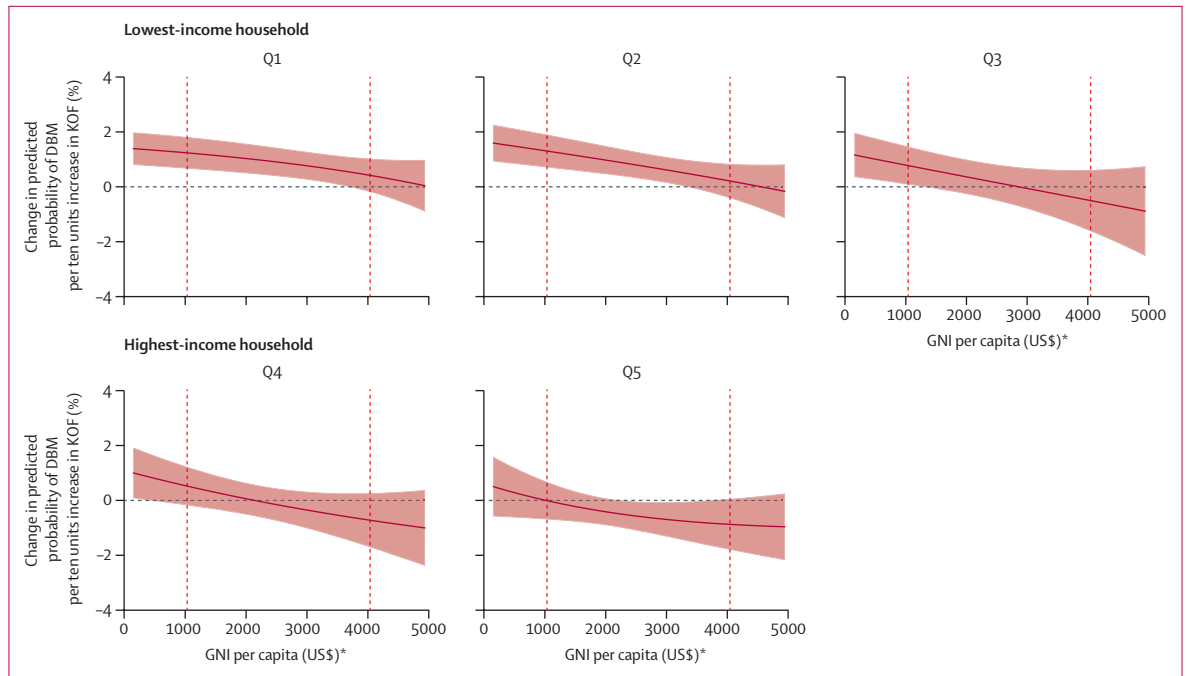 Lowest-income household
Q1
Q2
Q3
Change in predicted
probability of DBM
per ten units increase in KOF (%)
4
2
0
–2
–4
0
1000
2000
3000
4000
5000
GNI per capita (US$)*
Highest-income household
Q4
Q5
Change in predicted
probability of DBM
per ten units increase in KOF (%)
4
2
0
–2
–4
0
1000
2000
3000
4000
5000
0
1000
2000
3000
4000
5000
GNI per capita (US$)*
GNI per capita (US$)*